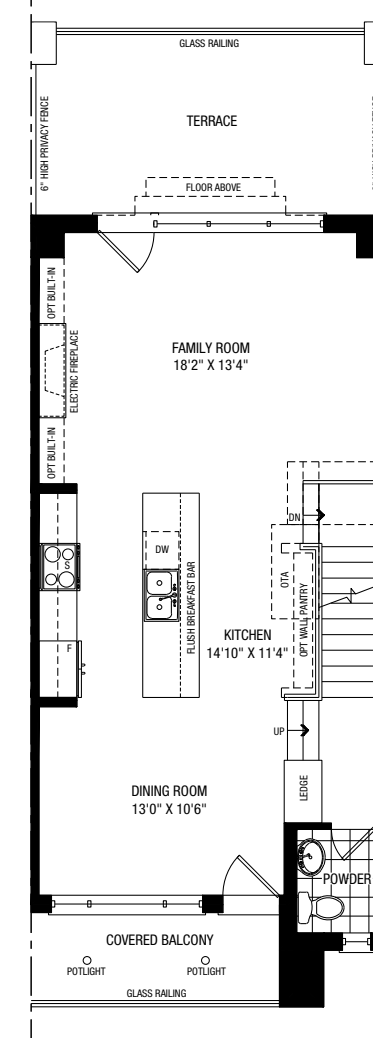 GLASS RAILING
6" HIGH PRIVACY FENCE
TERRACE
FLOOR ABOVE
OPT BUILT-IN
ELECTRIC FIREPLACE
OPT BUILT-IN
FAMILY ROOM
18'2" X 13'4"
DN
DW
S
FLUSH BREAKFAST BAR
OTA
OPT WALL PANTRY
KITCHEN
14'10" X 11'4"
F
UP
LEDGE
DINING ROOM
13'0" X 10'6"
POWDER
COVERED BALCONY
POTLIGHT
POTLIGHT
GLASS RAILING